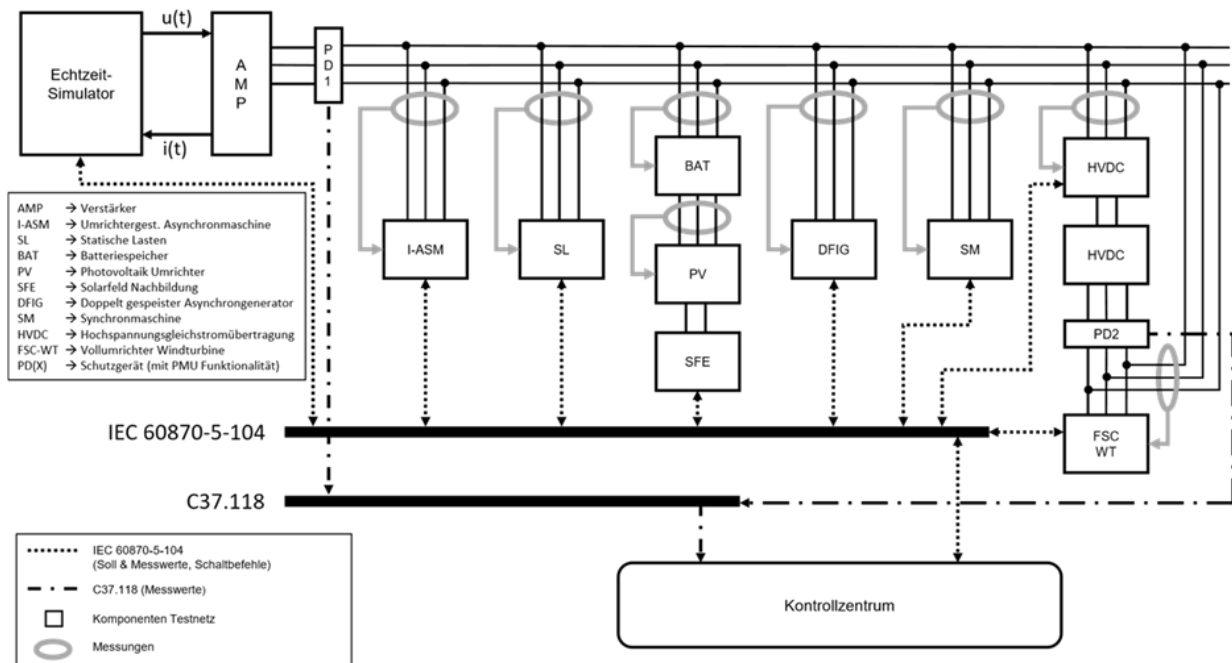 u(t)
Echtzeit-
Simulator
i(t)
A
M
P
P
D
1
AMP → Verstärker
I-ASM → Umrichtergest. Asynchronmaschine
SL → Statische Lasten
BAT → Batteriespeicher
PV → Photovoltaik Umrichter
SFE → Solarfeld Nachbildung
DFIG → Doppelt gespeister Asynchrongenerator
SM → Synchronmaschine
HVDC → Hochspannungsgleichstromübertragung
FSC-WT → Vollumrichter Windturbine
PD(X) → Schutzgerät (mit PMU Funktionalität)
I-ASM
SL
BAT
PV
SFE
DFIG
SM
HVDC
HVDC
PD2
FSC
WT
IEC 60870-5-104
C37.118
IEC 60870-5-104
(Soll & Messwerte, Schaltbefehle)
C37.118 (Messwerte)
Komponenten Testnetz
Messungen
Kontrollzentrum